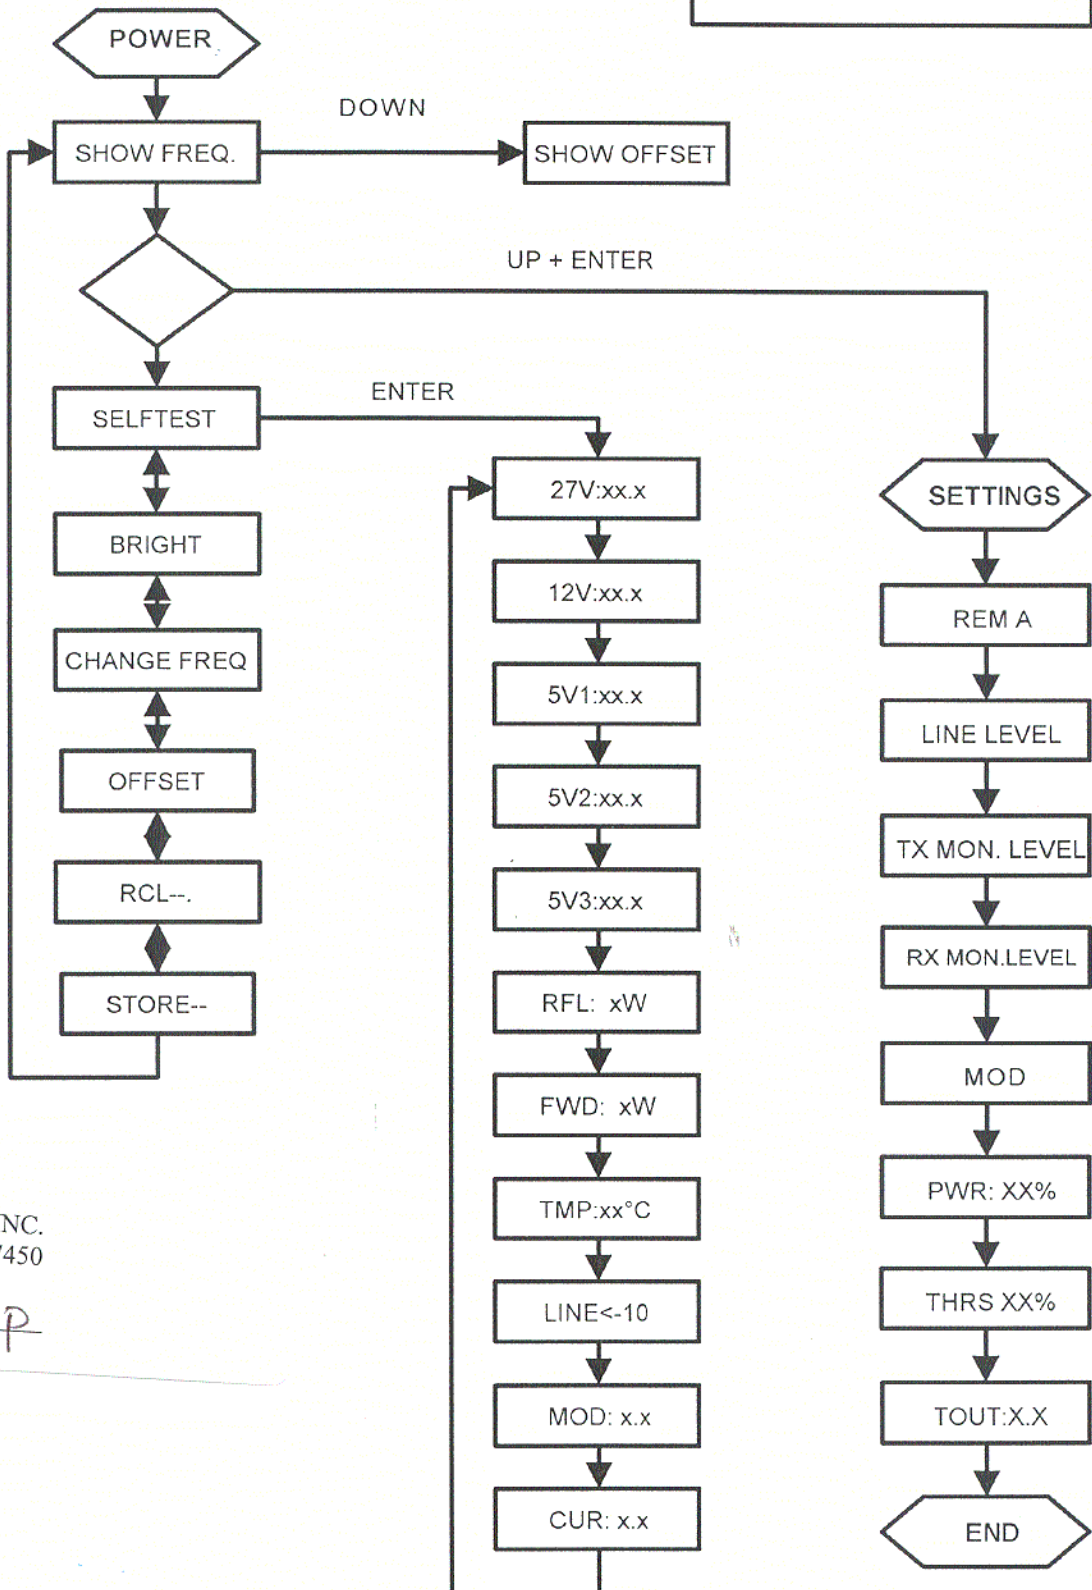 POWER
DOWN
SHOW FREQ.
SHOW OFFSET
UP + ENTER
SELFTEST
ENTER
BRIGHT
CHANGE FREQ
OFFSET
RCL--.
STORE--
27V:xx.x
12V:xx.x
5V1:xx.x
5V2:xx.x
5V3:xx.x
RFL: xW
FWD: xW
TMP:xx°C
LINE<-10
MOD: x.x
CUR: x.x
SETTINGS
REM A
LINE LEVEL
TX MON. LEVEL
RX MON.LEVEL
MOD
PWR: XX%
THRS XX%
TOUT:X.X
END
NC.
7450
P